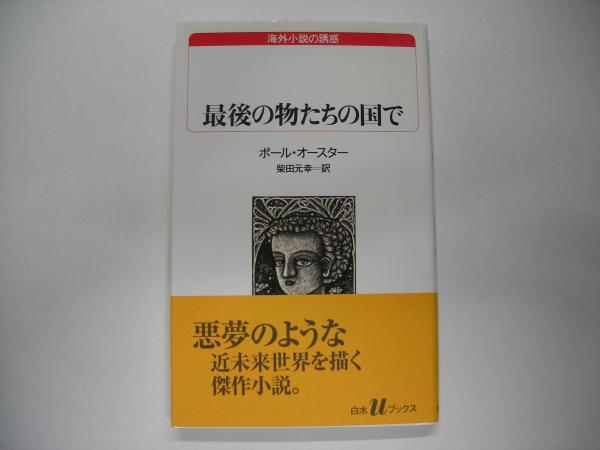 海外小説の誘惑
最後の物たちの国で
ポール・オースター
柴田元幸=訳
悪夢のような
近未来世界を描く
傑作小説。
白水uブックス